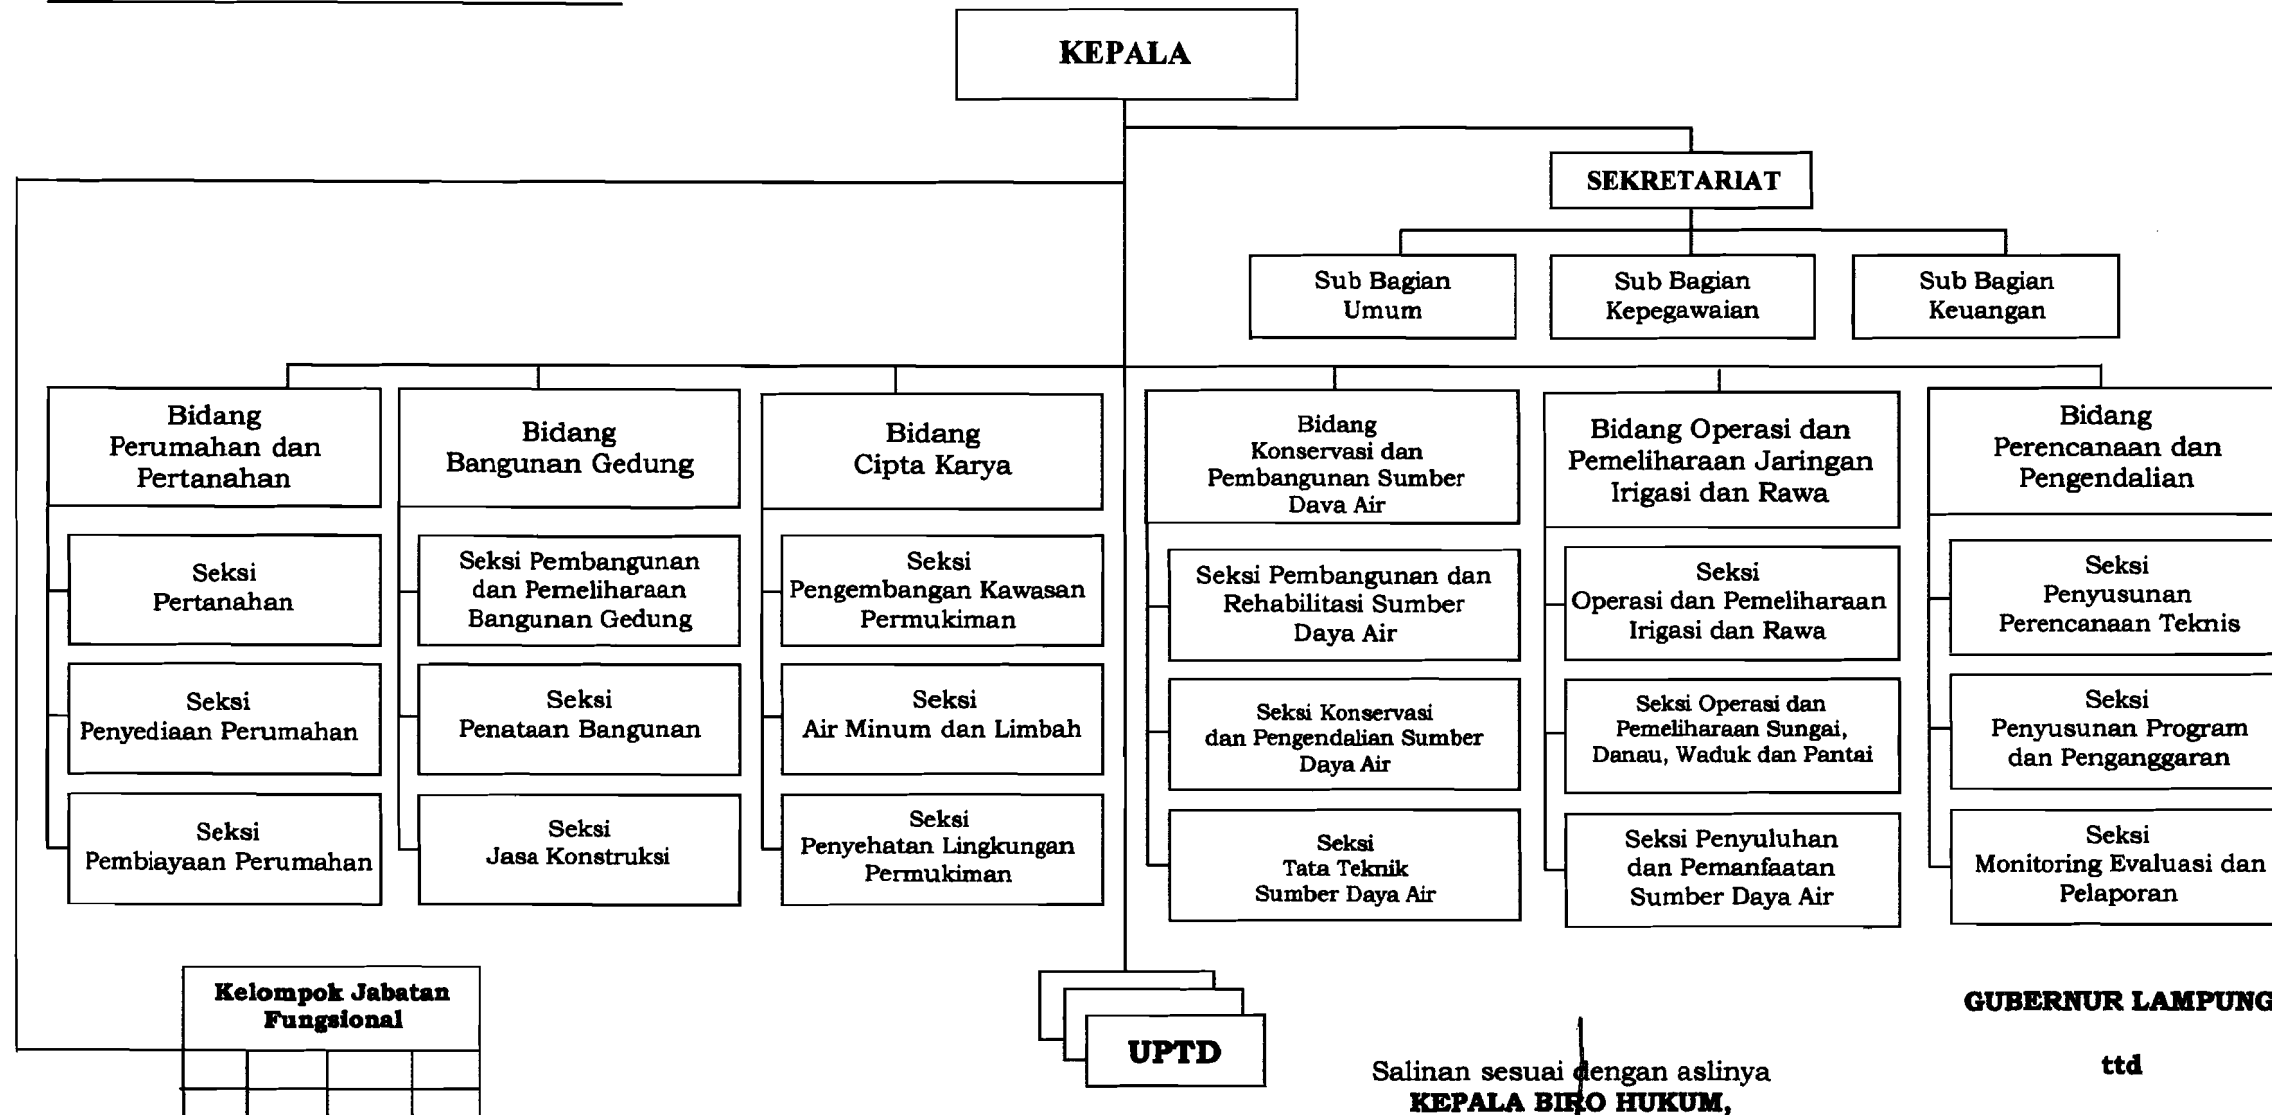 KEPALA
SEKRETARIAT
Sub Bagian
Umum
Sub Bagian
Kepegawaian
Sub Bagian
Keuangan
Bidang
Perumahan dan
Pertanahan
Seksi
Pertanahan
Seksi
Penyediaan Perumahan
Seksi
Pembiayaan Perumahan
Bidang
Bangunan Gedung
Seksi Pembangunan
dan Pemeliharaan
Bangunan Gedung
Seksi
Penataan Bangunan
Seksi
Jasa Konstruksi
Bidang
Cipta Karya
Seksi
Pengembangan Kawasan
Permukiman
Seksi
Air Minum dan Limbah
Seksi
Penyehatan Lingkungan
Permukiman
Bidang
Konservasi dan
Pembangunan Sumber
Daya Air
Seksi Pembangunan dan
Rehabilitasi Sumber
Daya Air
Seksi Konservasi
dan Pengendalian Sumber
Daya Air
Seksi
Tata Teknik
Sumber Daya Air
Bidang Operasi dan
Pemeliharaan Jaringan
Irigasi dan Rawa
Seksi
Operasi dan Pemeliharaan
Irigasi dan Rawa
Seksi Operasi dan
Pemeliharaan Sungai,
Danau, Waduk dan Pantai
Seksi Penyuluhan
dan Pemanfaatan
Sumber Daya Air
Bidang
Perencanaan dan
Pengendalian
Seksi
Penyusunan
Perencanaan Teknis
Seksi
Penyusunan Program
dan Penganggaran
Seksi
Monitoring Evaluasi dan
Pelaporan
Kelompok Jabatan
Fungsional
UPTD
GUBERNUR LAMPUNG
ttd
Salinan sesuai dengan aslinya
KEPALA BIRO HUKUM,